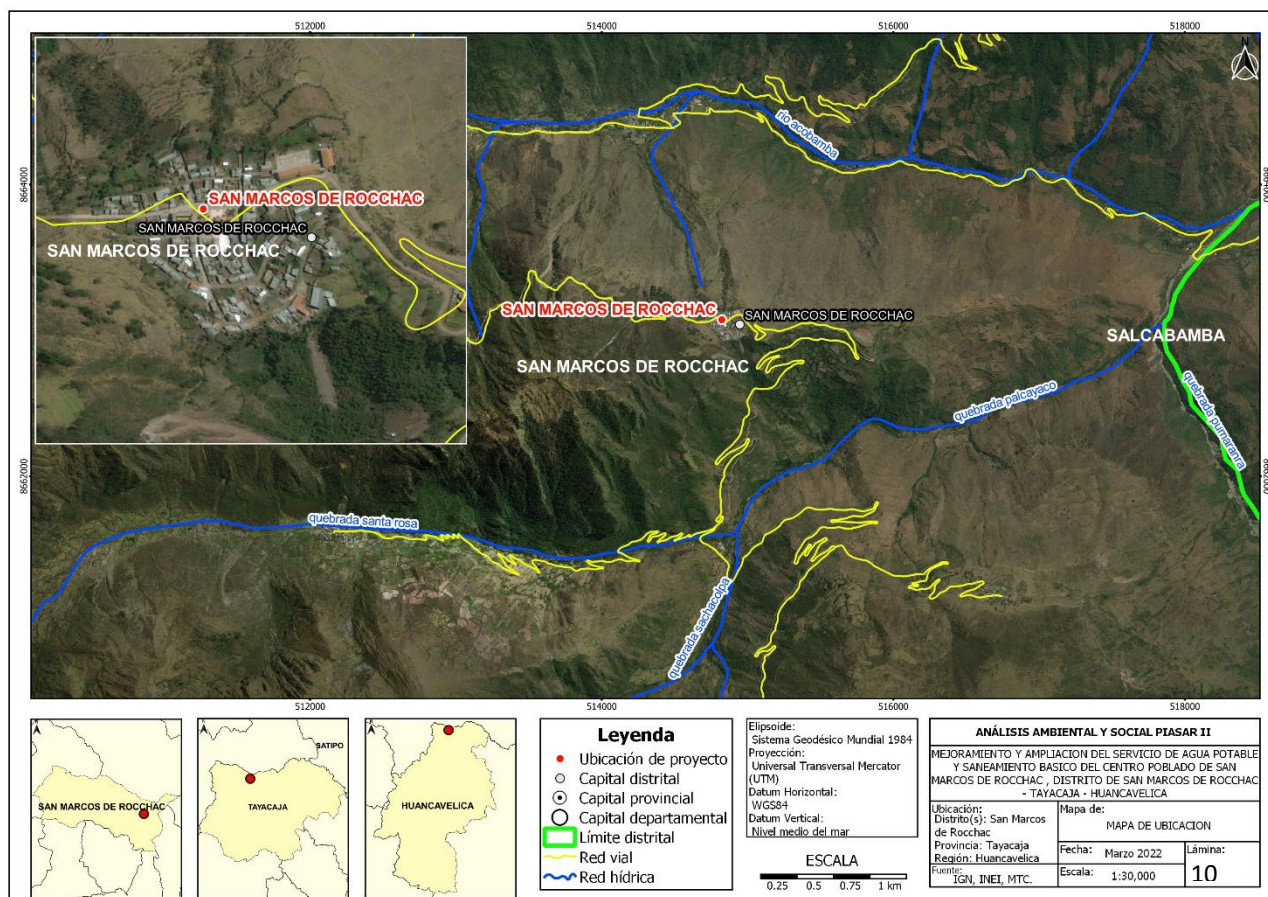 512000
514000
516000
518000
N
8664000
8664000
8662000
8662000
SAN MARCOS DE ROCCHAC
SAN MARCOS DE ROCCHAC
SAN MARCOS DE ROCCHAC
río acobamba
SAN MARCOS DE ROCCHAC
SAN MARCOS DE ROCCHAC
SAN MARCOS DE ROCCHAC
SALCABAMBA
quebrada palcayaco
quebrada pumaranra
quebrada santa rosa
quebrada sachacolpa
512000
514000
516000
518000
SAN MARCOS DE ROCCHAC
SATIPO
TAYACAJA
HUANCAVELICA
Leyenda
Ubicación de proyecto
Capital distrital
Capital provincial
Capital departamental
Límite distrital
Red vial
Red hídrica
Elipsoide:
Sistema Geodésico Mundial 1984
Proyección:
Universal Transversal Mercator
(UTM)
Datum Horizontal:
WGS84
Datum Vertical:
Nivel medio del mar
ESCALA
0.25 0.5 0.75 1 km
ANÁLISIS AMBIENTAL Y SOCIAL PIASAR II
MEJORAMIENTO Y AMPLIACION DEL SERVICIO DE AGUA POTABLE
Y SANEAMIENTO BASICO DEL CENTRO POBLADO DE SAN
MARCOS DE ROCCHAC , DISTRITO DE SAN MARCOS DE ROCCHAC
- TAYACAJA - HUANCAVELICA
Ubicación:
Distrito(s): San Marcos
de Rocchac
Provincia: Tayacaja
Región: Huancavelica
Fuente:
IGN, INEI, MTC.
Mapa de:
MAPA DE UBICACION
Fecha: Marzo 2022
Escala: 1:30,000
Lámina:
10